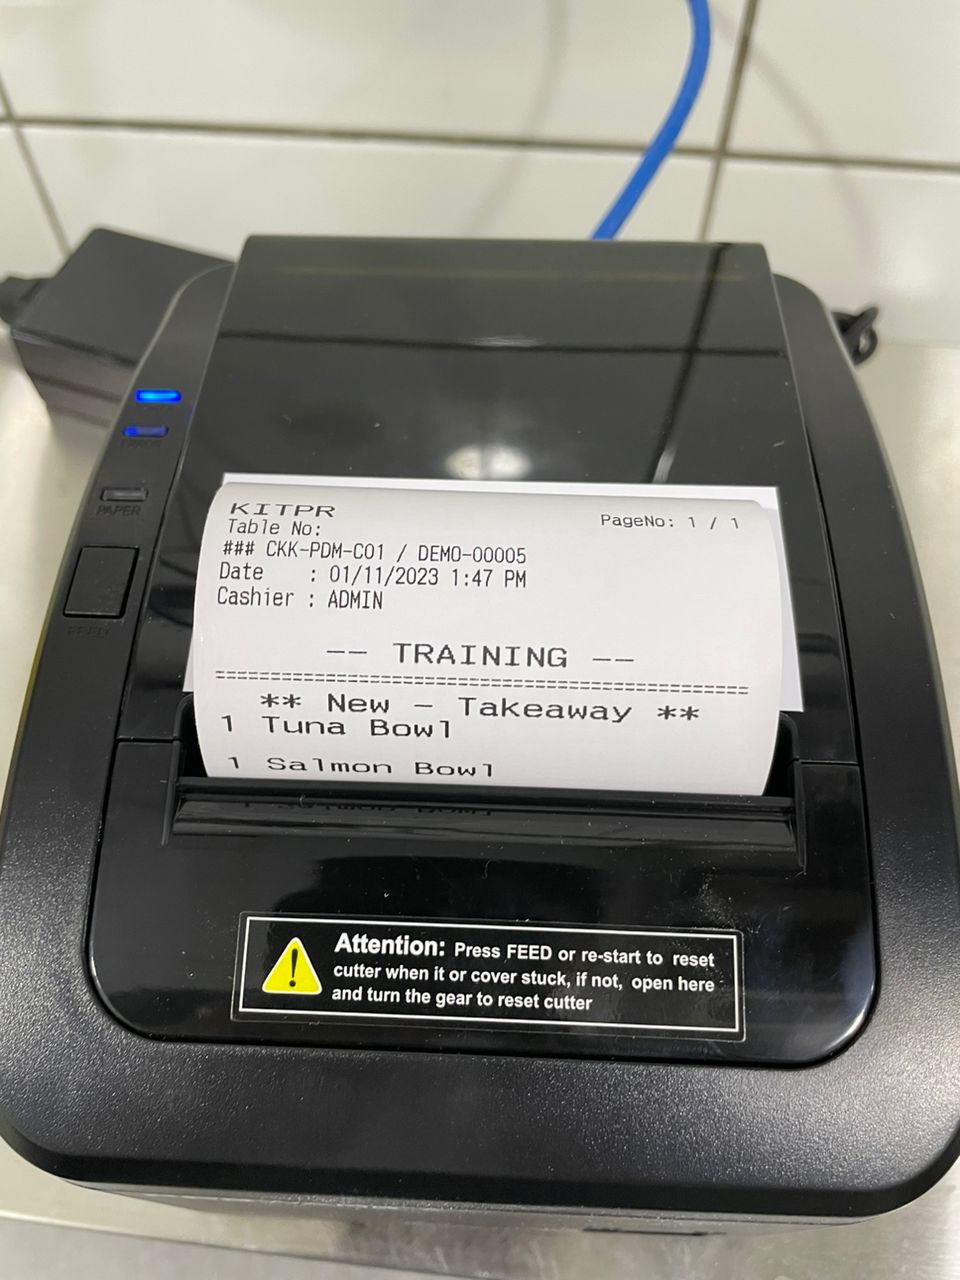 KITPR
PageNo: 1 / 1
Table No:
### CKK-PDM-C01 / DEMO-00005
Date : 01/11/2023 1:47 PM
Cashier : ADMIN
-- TRAINING --
================================================
** New - Takeaway **
1 Tuna Bowl
1 Salmon Bowl
ERROR
PAPER
FEED
Attention: Press FEED or re-start to reset
cutter when it or cover stuck, if not, open here
and turn the gear to reset cutter